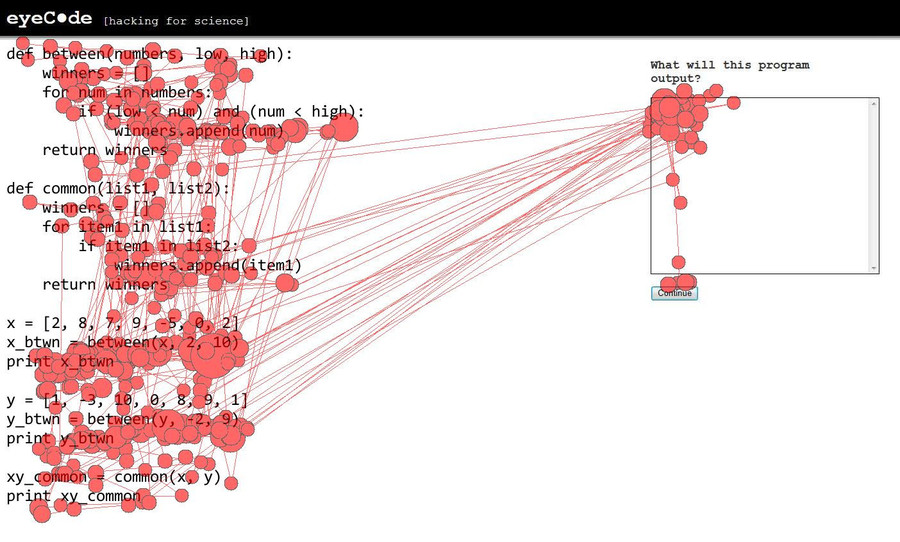 eyeCode [hacking for science]
def between(numbers, low, high):
    winners = []
    for num in numbers:
        if (low < num) and (num < high):
            winners.append(num)
    return winners
def common(list1, list2):
    winners = []
    for item1 in list1:
        if item1 in list2:
            winners.append(item1)
    return winners
x = [2, 8, 7, 9, -5, 0, 2]
x_btwn = between(x, 2, 10)
print x_btwn
y = [1, -3, 10, 0, 8, 9, 1]
y_btwn = between(y, -2, 9)
print y_btwn
xy_common = common(x, y)
print xy_common
What will this program
output?
Continue